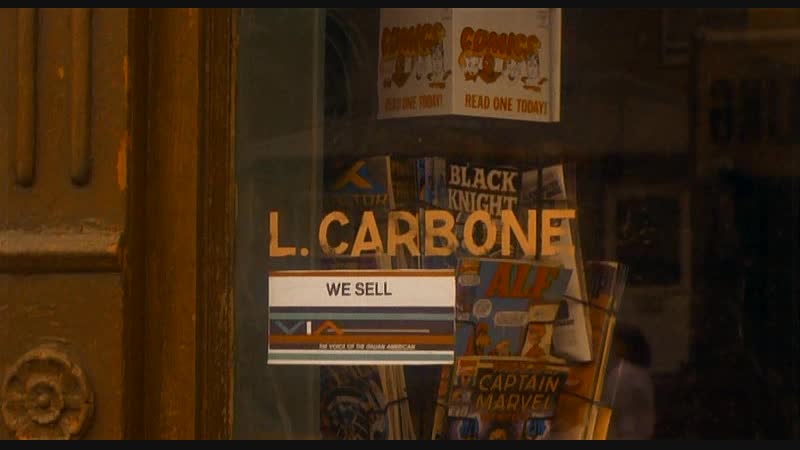 COMICS
COMICS
READ ONE TODAY!
READ ONE TODAY!
BLACK
KNIGHT
L. CARBONE
ALF
WE SELL
VIA
THE VOICE OF THE ITALIAN AMERICAN
CAPTAIN
MARVEL